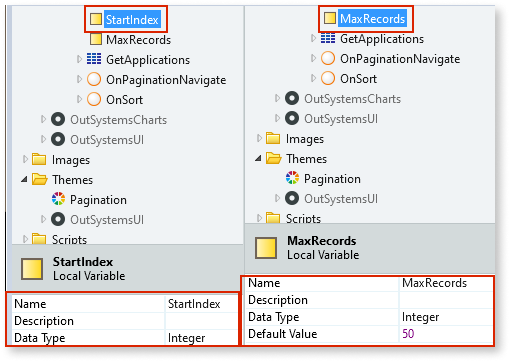 StartIndex
MaxRecords
GetApplications
OnPaginationNavigate
OnSort
OutSystemsCharts
OutSystemsUI
Images
Themes
Pagination
OutSystemsUI
Scripts
StartIndex
Local Variable
Name StartIndex
Description
Data Type Integer
MaxRecords
GetApplications
OnPaginationNavigate
OnSort
OutSystemsCharts
OutSystemsUI
Images
Themes
Pagination
OutSystemsUI
Scripts
MaxRecords
Local Variable
Name MaxRecords
Description
Data Type Integer
Default Value 50